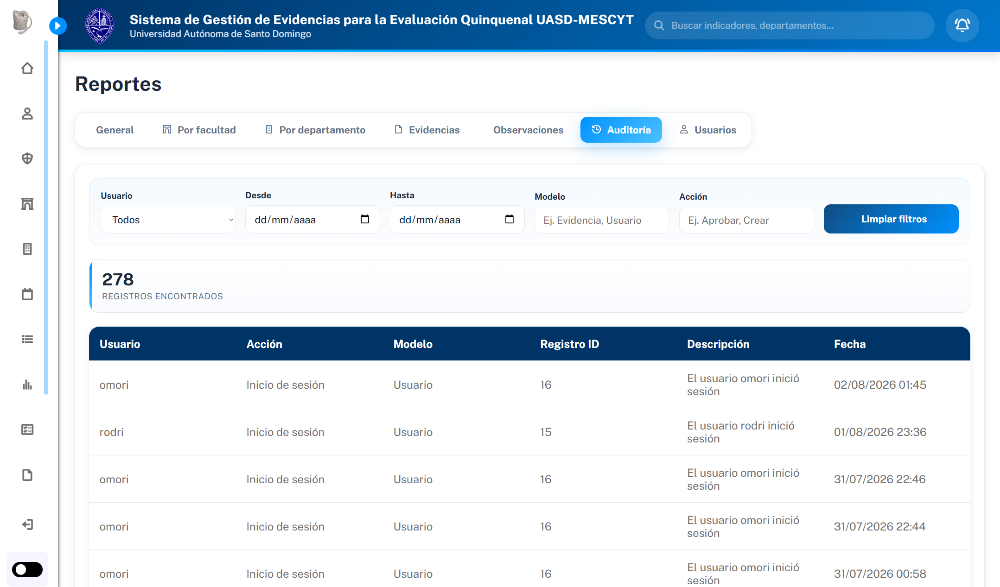 Sistema de Gestión de Evidencias para la Evaluación Quinquenal UASD-MESCYT
Universidad Autónoma de Santo Domingo
Buscar indicadores, departamentos...
Reportes
General Por facultad Por departamento Evidencias Observaciones Auditoría Usuarios
Usuario Desde Hasta Modelo Acción
Todos dd/mm/aaaa dd/mm/aaaa Ej. Evidencia, Usuario Ej. Aprobar, Crear Limpiar filtros
278
REGISTROS ENCONTRADOS
Usuario Acción Modelo Registro ID Descripción Fecha
omori Inicio de sesión Usuario 16 El usuario omori inició sesión 02/08/2026 01:45
rodri Inicio de sesión Usuario 15 El usuario rodri inició sesión 01/08/2026 23:36
omori Inicio de sesión Usuario 16 El usuario omori inició sesión 31/07/2026 22:46
omori Inicio de sesión Usuario 16 El usuario omori inició sesión 31/07/2026 22:44
omori Inicio de sesión Usuario 16 El usuario omori inició sesión 31/07/2026 00:58